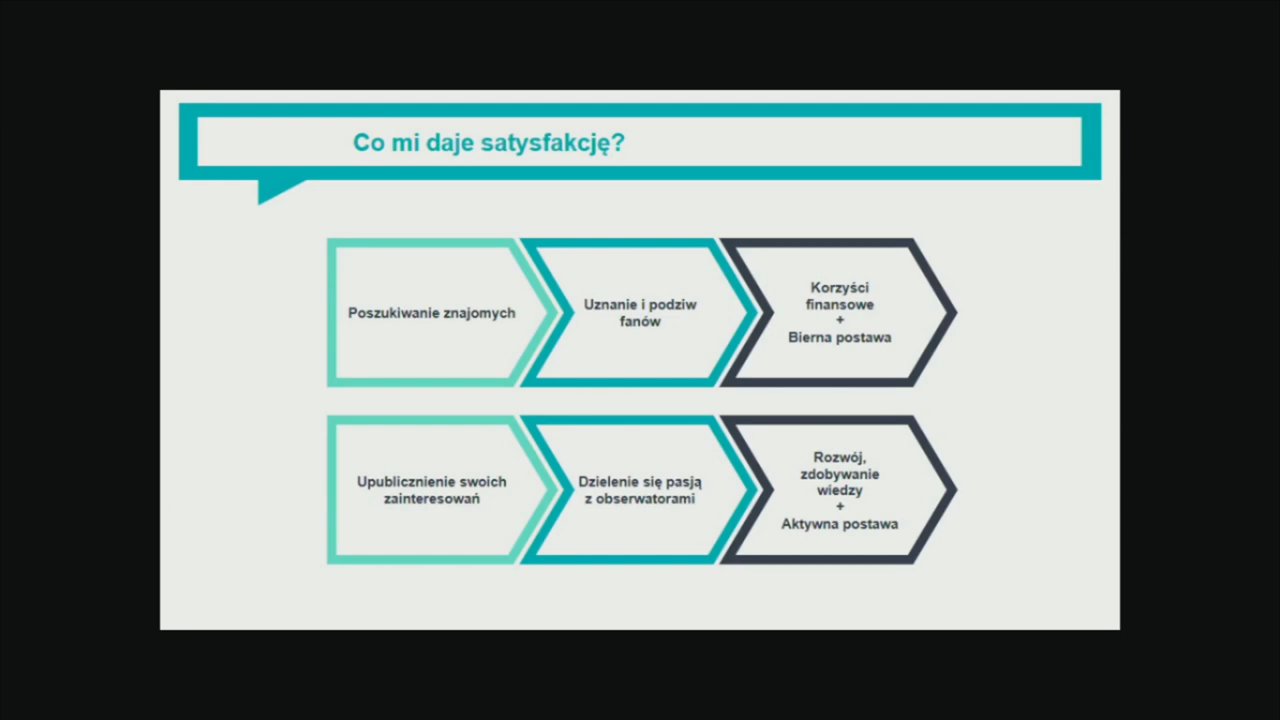 Co mi daje satysfakcję?
Poszukiwanie znajomych
Uznanie i podziw
fanów
Korzyści
finansowe
+
Bierna postawa
Upublicznienie swoich
zainteresowań
Dzielenie się pasją
z obserwatorami
Rozwój,
zdobywanie
wiedzy
+
Aktywna postawa